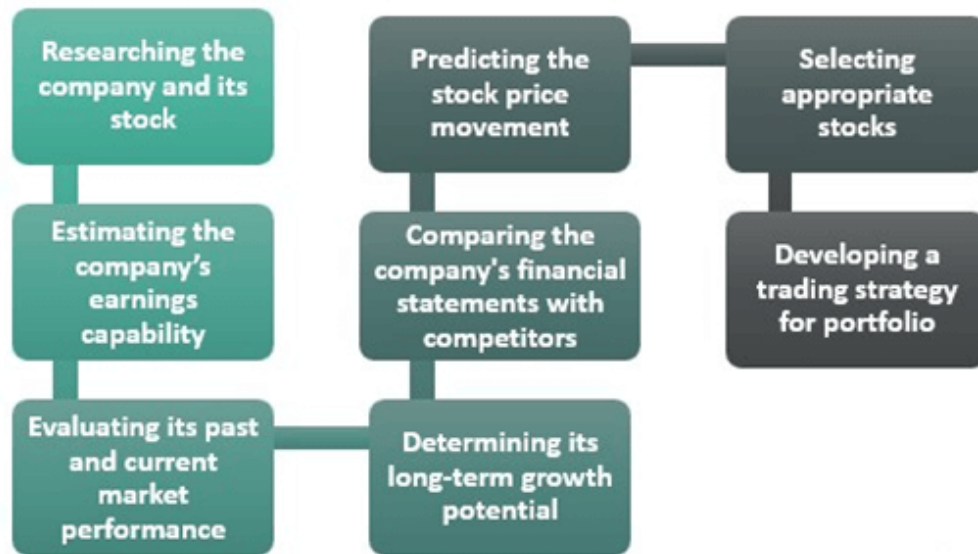 Researching the
company and its
stock
Estimating the
company’s
earnings
capability
Evaluating its past
and current
market
performance
Determining its
long-term growth
potential
Comparing the
company's financial
statements with
competitors
Predicting the
stock price
movement
Selecting
appropriate
stocks
Developing a
trading strategy
for portfolio